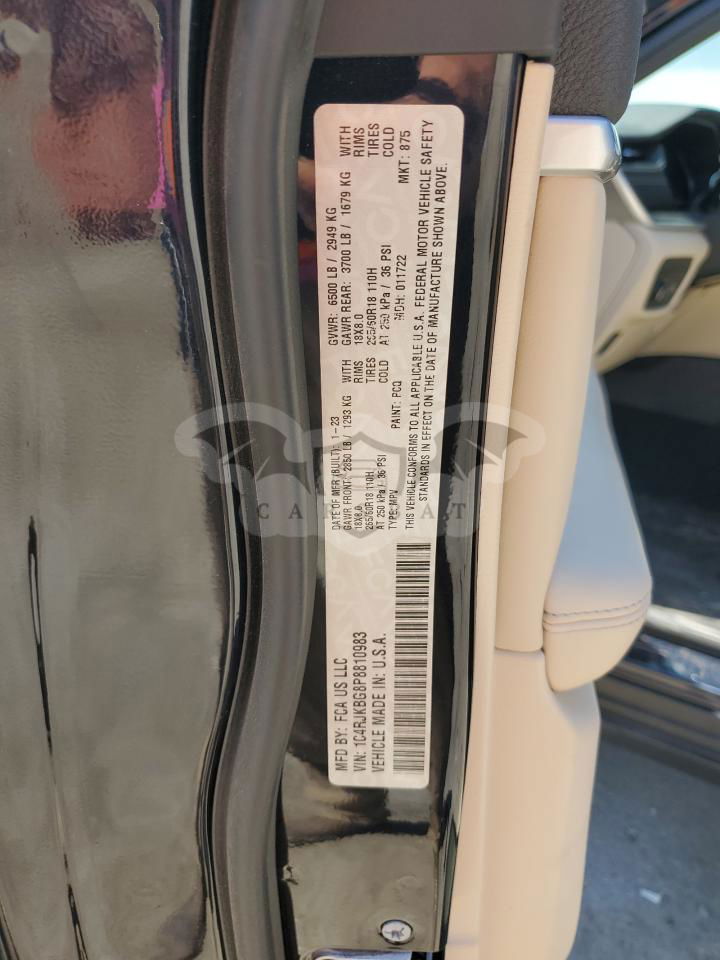 MFD BY: FCA US LLC
DATE OF MFR (BUILT): 1-23
GVWR: 6500 LB / 2949 KG
VIN: 1C4RJKBG8P8810983
GAWR FRONT: 2850 LB / 1293 KG WITH
GAWR REAR: 3700 LB / 1679 KG WITH
18X8.0 RIMS
18X8.0 RIMS
VEHICLE MADE IN: U.S.A.
265/60R18 110H TIRES
265/60R18 110H TIRES
AT 250 kPa / 36 PSI COLD
AT 250 kPa / 36 PSI COLD
TYPE: MPV PAINT: PCQ MDH: 011722 MKT: 875
THIS VEHICLE CONFORMS TO ALL APPLICABLE U.S.A. FEDERAL MOTOR VEHICLE SAFETY
STANDARDS IN EFFECT ON THE DATE OF MANUFACTURE SHOWN ABOVE.